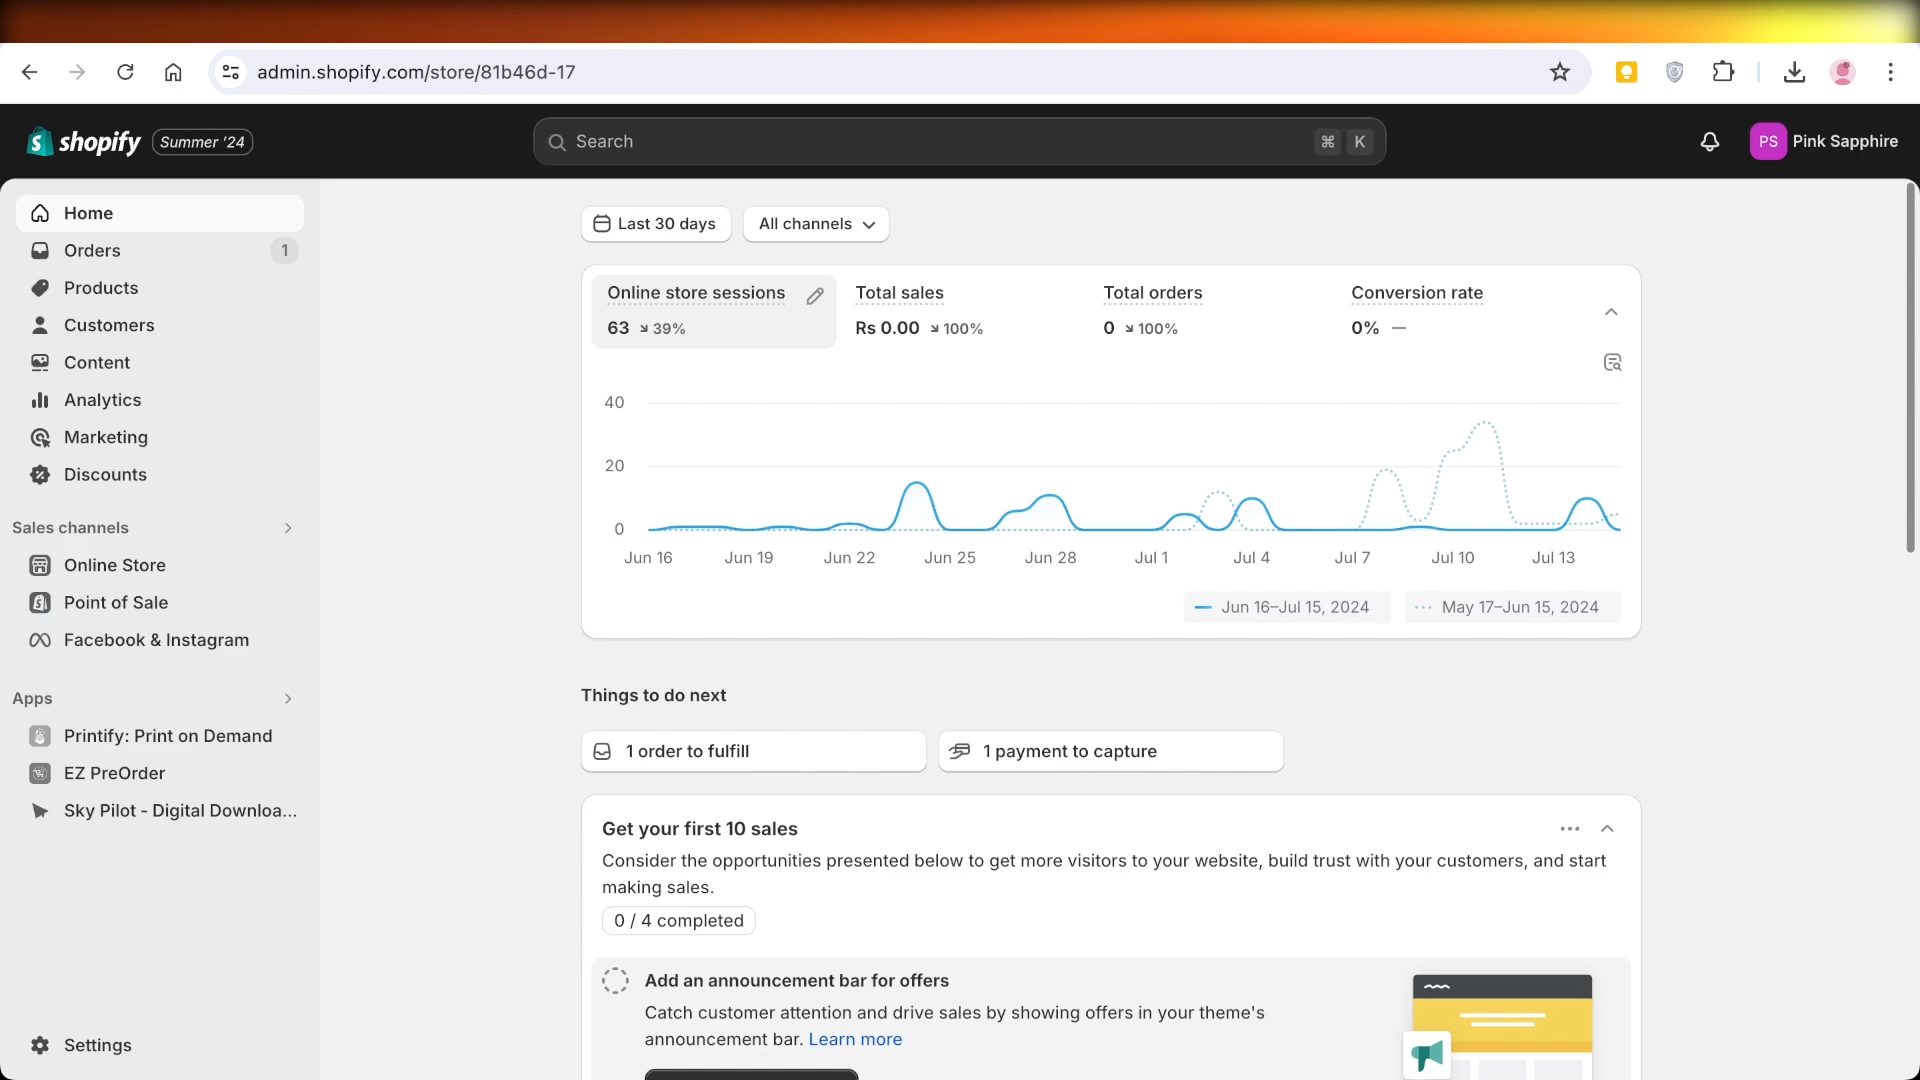 admin.shopify.com/store/81b46d-17
shopify Summer '24
Search ⌘ K
PS Pink Sapphire
Home
Orders 1
Products
Customers
Content
Analytics
Marketing
Discounts
Sales channels
Online Store
Point of Sale
Facebook & Instagram
Apps
Printify: Print on Demand
EZ PreOrder
Sky Pilot - Digital Downloa...
Settings
Last 30 days All channels
Online store sessions Total sales Total orders Conversion rate
63 ↘ 39% Rs 0.00 ↘ 100% 0 ↘ 100% 0% —
40
20
0
Jun 16 Jun 19 Jun 22 Jun 25 Jun 28 Jul 1 Jul 4 Jul 7 Jul 10 Jul 13
Jun 16–Jul 15, 2024 May 17–Jun 15, 2024
Things to do next
1 order to fulfill 1 payment to capture
Get your first 10 sales
Consider the opportunities presented below to get more visitors to your website, build trust with your customers, and start
making sales.
0 / 4 completed
Add an announcement bar for offers
Catch customer attention and drive sales by showing offers in your theme's
announcement bar. Learn more